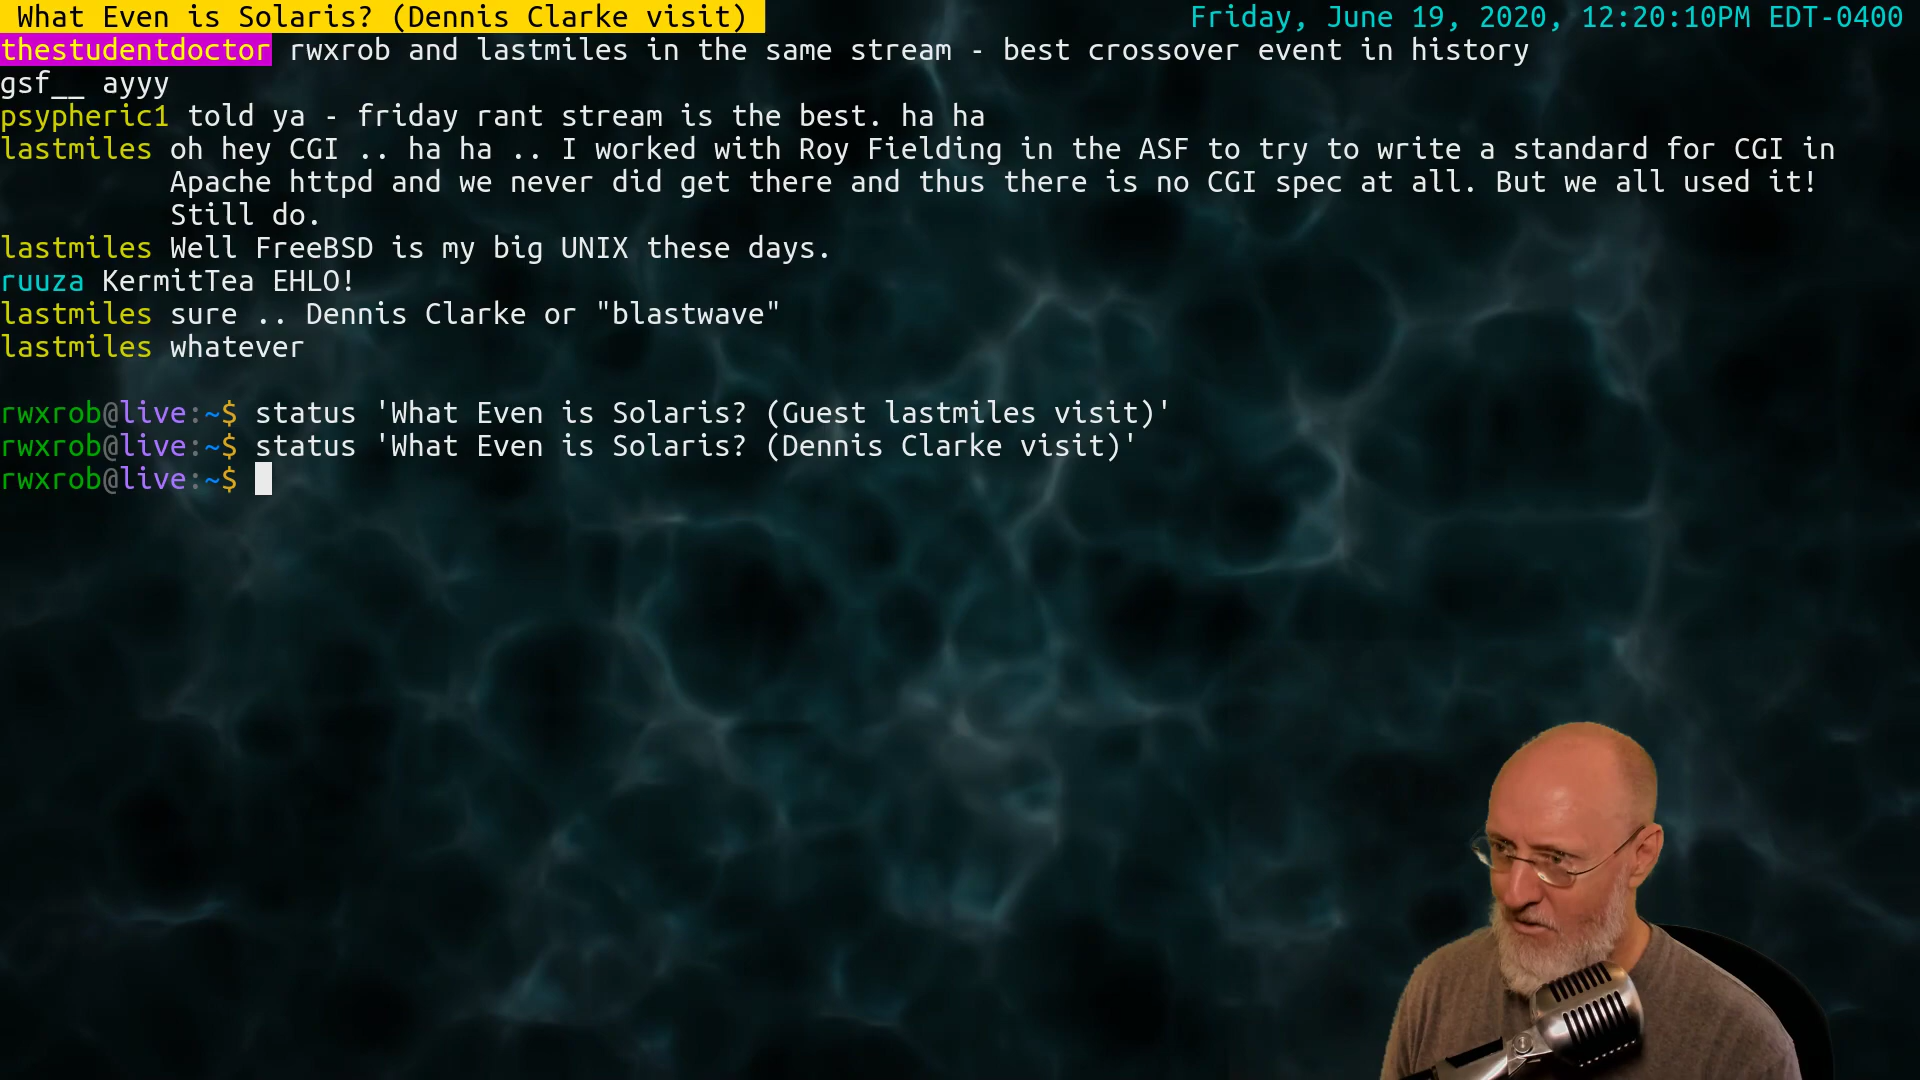 What Even is Solaris? (Dennis Clarke visit) Friday, June 19, 2020, 12:20:10PM EDT-0400
thestudentdoctor rwxrob and lastmiles in the same stream - best crossover event in history
gsf__ ayyy
psypheric1 told ya - friday rant stream is the best. ha ha
lastmiles oh hey CGI .. ha ha .. I worked with Roy Fielding in the ASF to try to write a standard for CGI in
Apache httpd and we never did get there and thus there is no CGI spec at all. But we all used it!
Still do.
lastmiles Well FreeBSD is my big UNIX these days.
ruuza KermitTea EHLO!
lastmiles sure .. Dennis Clarke or "blastwave"
lastmiles whatever
rwxrob@live:~$ status 'What Even is Solaris? (Guest lastmiles visit)'
rwxrob@live:~$ status 'What Even is Solaris? (Dennis Clarke visit)'
rwxrob@live:~$